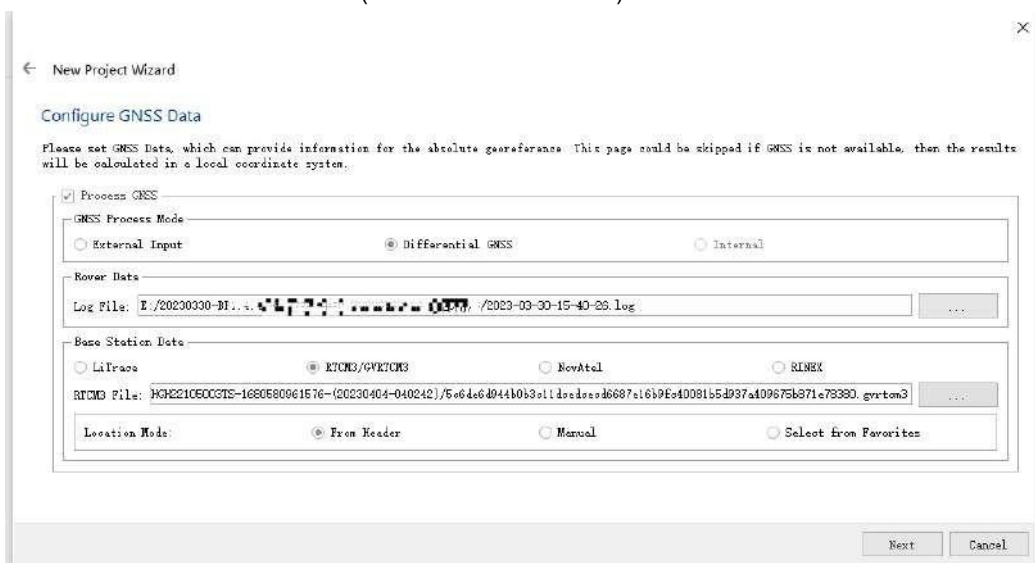 New Project Wizard
Configure GNSS Data
Please set GNSS Data, which can provide information for the absolute georeference. This page could be skipped if GNSS is not available, then the results
will be calculated in a local coordinate system.
Process GNSS
GNSS Process Mode
External Input Differential GNSS Internal
Rover Data
Log File: E:/20230330- /2023-03-30-15-40-26.log ...
Base Station Data
LiTrace RTCM3/GVRTCM3 NovAtel RINEX
RTCM3 File: ...
Location Mode: From Header Manual Select from Favorites
Next Cancel